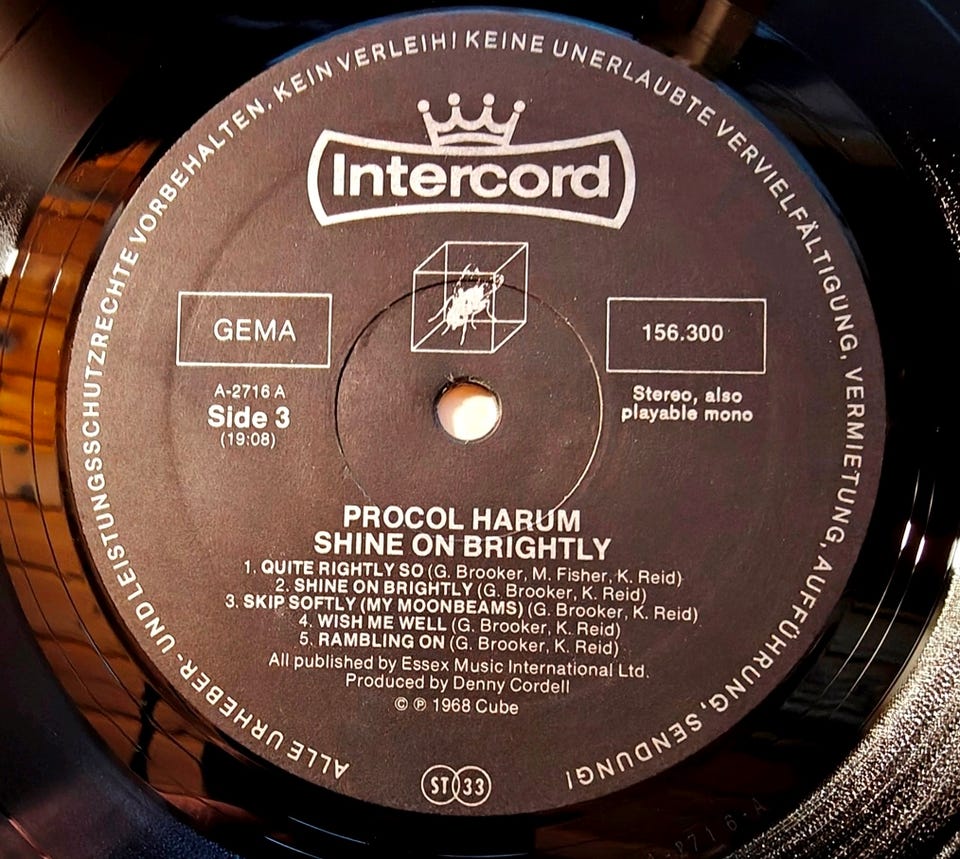 ALLE URHEBER- UND LEISTUNGSSCHUTZRECHTE VORBEHALTEN. KEIN VERLEIH! KEINE UNERLAUBTE VERVIELFÄLTIGUNG, VERMIETUNG, AUFFÜHRUNG, SENDUNG!
Intercord
GEMA
156.300
A-2716 A
Side 3
(19:08)
Stereo, also
playable mono
PROCOL HARUM
SHINE ON BRIGHTLY
1. QUITE RIGHTLY SO (G. Brooker, M. Fisher, K. Reid)
2. SHINE ON BRIGHTLY (G. Brooker, K. Reid)
3. SKIP SOFTLY (MY MOONBEAMS) (G. Brooker, K. Reid)
4. WISH ME WELL (G. Brooker, K. Reid)
5. RAMBLING ON (G. Brooker, K. Reid)
All published by Essex Music International Ltd.
Produced by Denny Cordell
© ℗ 1968 Cube
ST 33